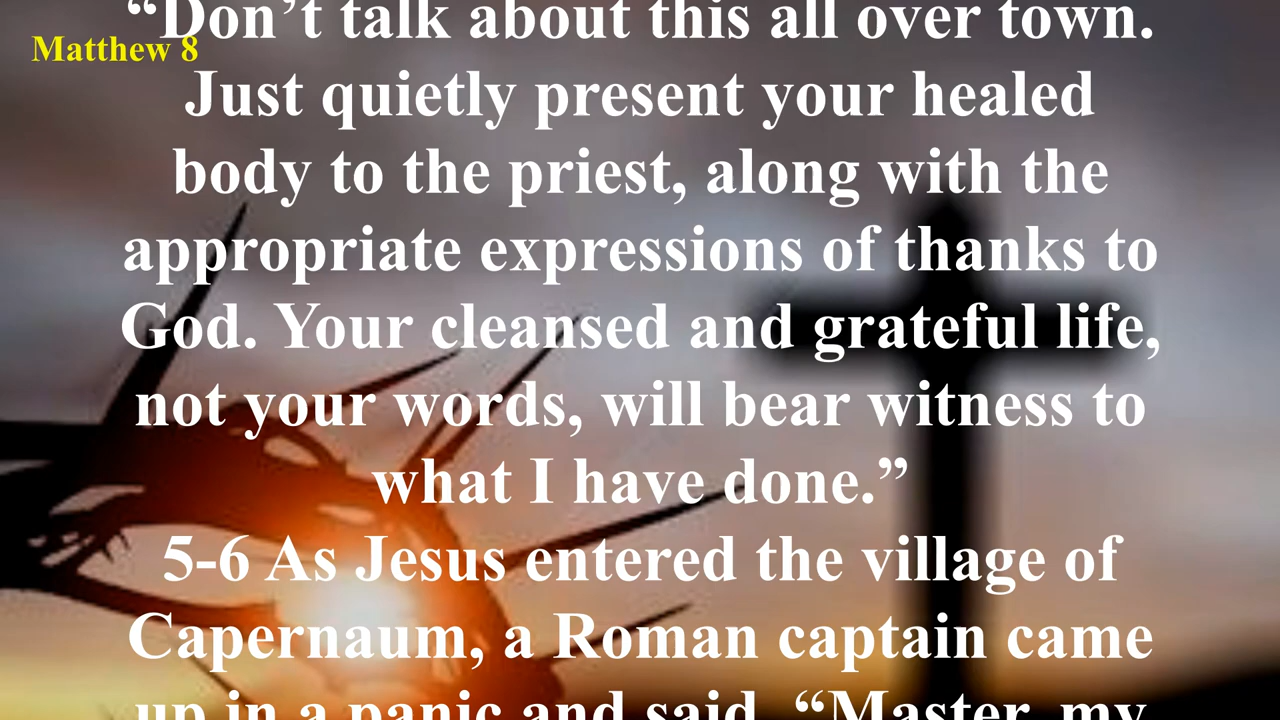 “Don’t talk about this all over town.
Matthew 8
Just quietly present your healed
body to the priest, along with the
appropriate expressions of thanks to
God. Your cleansed and grateful life,
not your words, will bear witness to
what I have done.”
5-6 As Jesus entered the village of
Capernaum, a Roman captain came
up in a panic and said, “Master, my